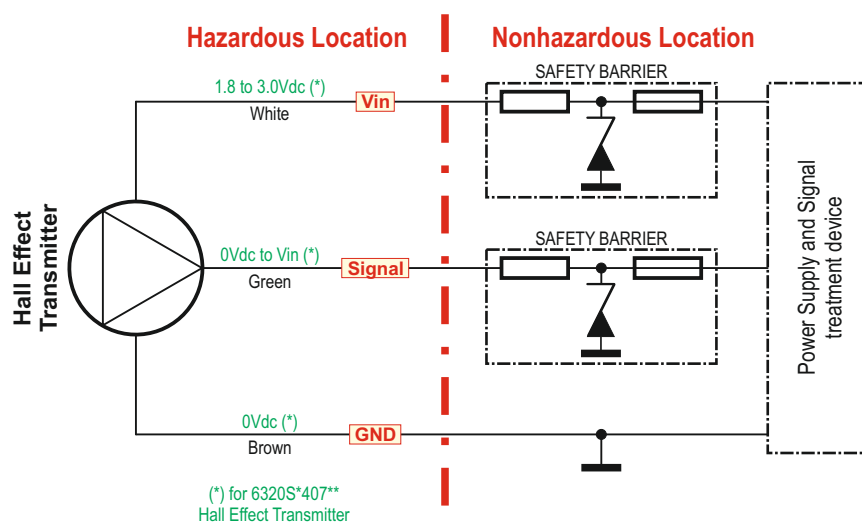 Hazardous Location
Nonhazardous Location
SAFETY BARRIER
1.8 to 3.0Vdc (*)
Vin
White
Hall Effect
Transmitter
0Vdc to Vin (*)
Signal
Green
SAFETY BARRIER
Power Supply and Signal
treatment device
0Vdc (*)
GND
Brown
(*) for 6320S*407**
Hall Effect Transmitter